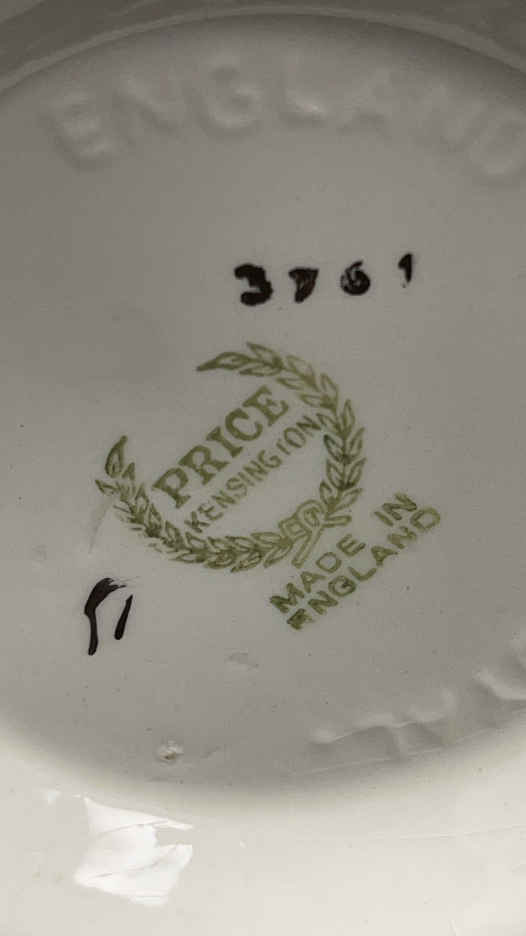 ENGLAND
3761
PRICE
KENSINGTON
MADE IN
ENGLAND